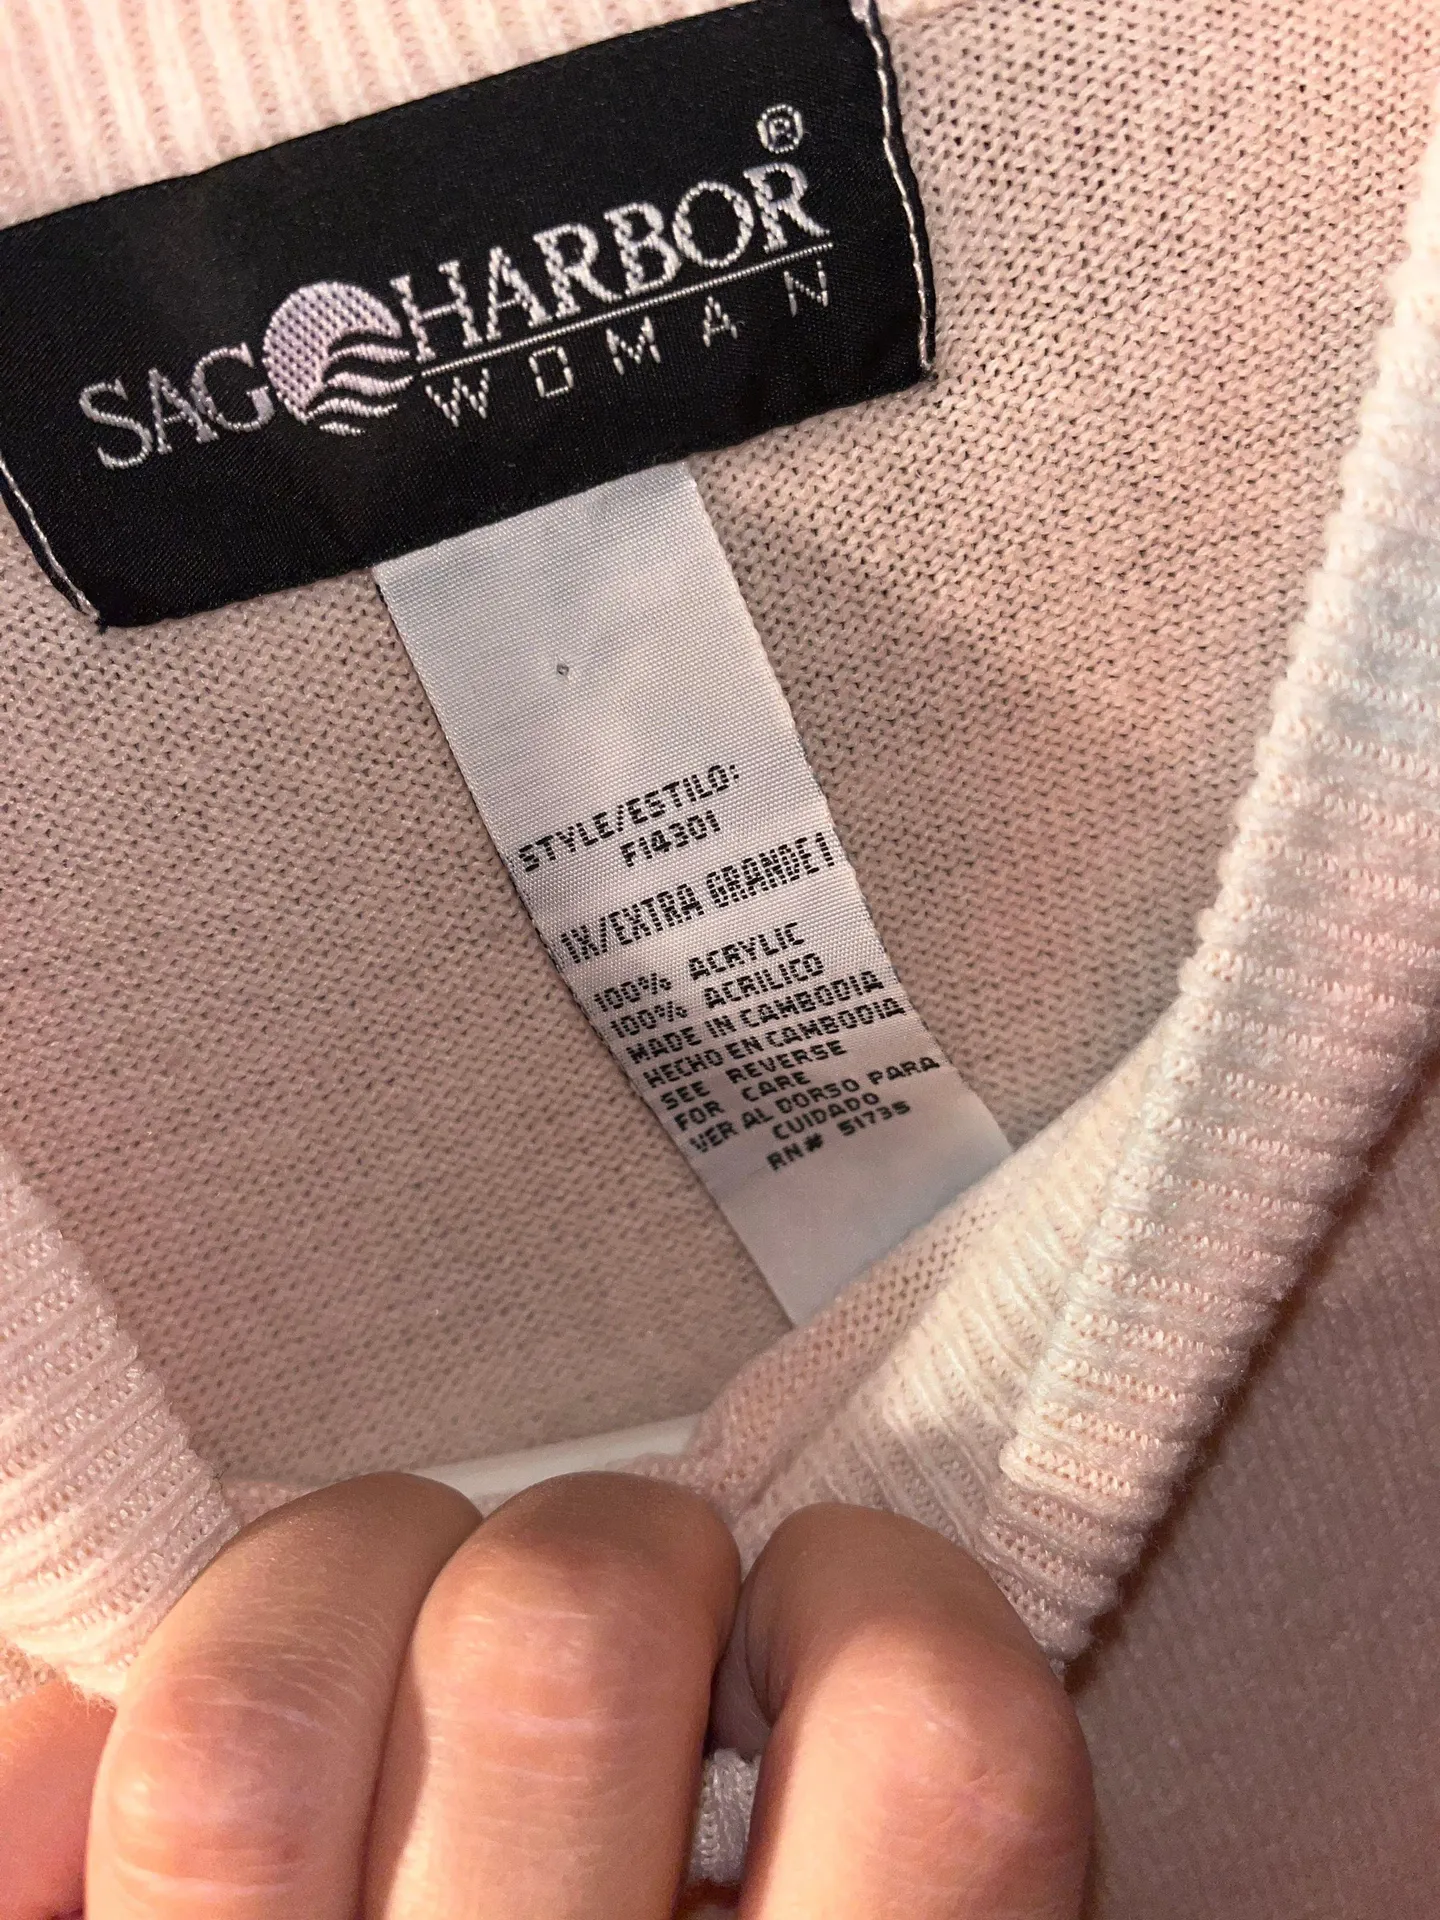 SAG HARBOR®
WOMAN
STYLE/ESTILO:
F14301
1X/EXTRA GRANDE1
100% ACRYLIC
100% ACRILICO
MADE IN CAMBODIA
HECHO EN CAMBODIA
SEE REVERSE
FOR CARE
VER AL DORSO PARA
CUIDADO
RN# 51735